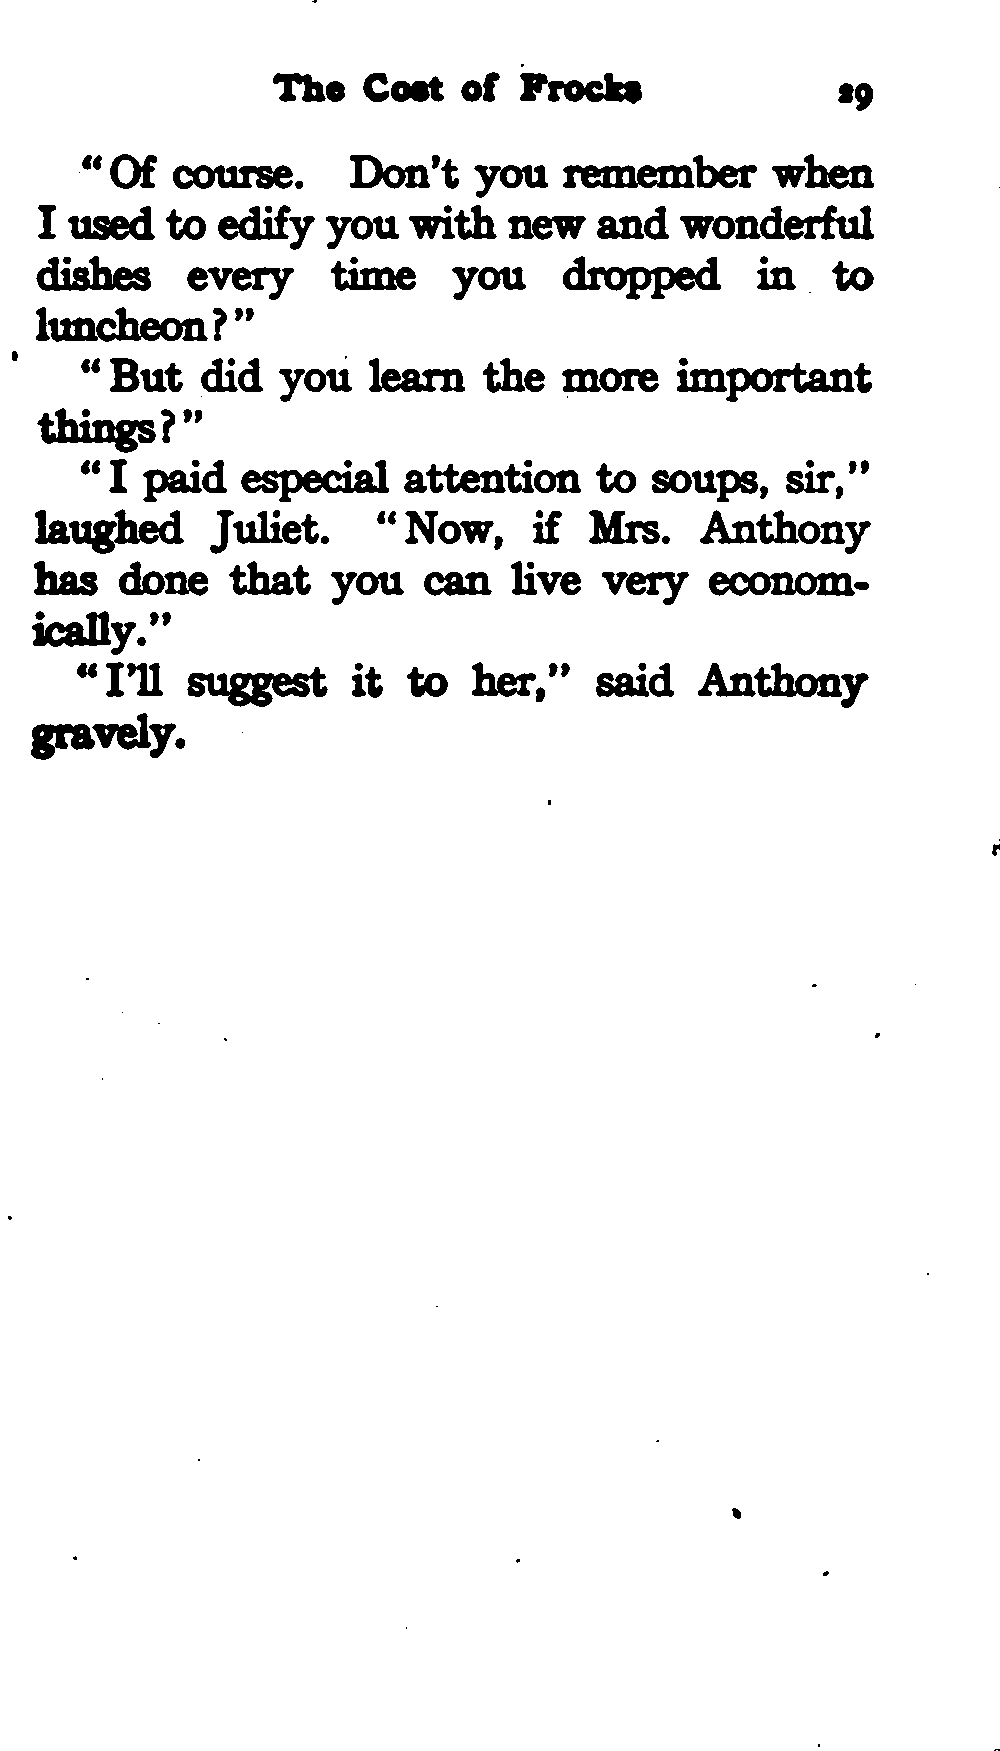 The Cost of Frocks 29
"Of course. Don't you remember when
I used to edify you with new and wonderful
dishes every time you dropped in to
luncheon?"
"But did you learn the more important
things?"
"I paid especial attention to soups, sir,"
laughed Juliet. "Now, if Mrs. Anthony
has done that you can live very econom-
ically."
"I'll suggest it to her," said Anthony
gravely.